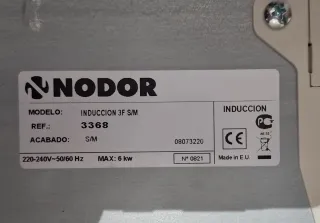 NODOR
MODELO: INDUCCION 3F S/M
REF.: 3368
ACABADO: S/M 08073220
INDUCCION
CE
220-240V~50/60 Hz MAX: 6 kw Nº 0821 Made in E.U.